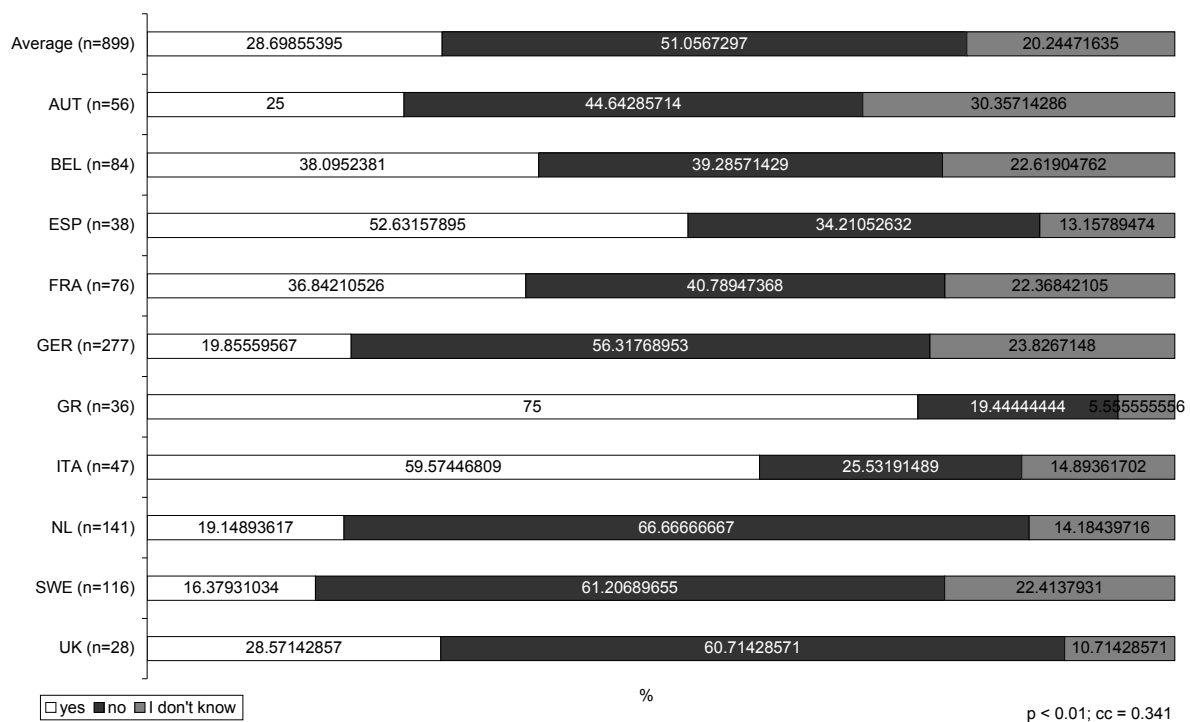 Average (n=899) 28.69855395 51.0567297 20.24471635
AUT (n=56) 25 44.64285714 30.35714286
BEL (n=84) 38.0952381 39.28571429 22.61904762
ESP (n=38) 52.63157895 34.21052632 13.15789474
FRA (n=76) 36.84210526 40.78947368 22.36842105
GER (n=277) 19.85559567 56.31768953 23.8267148
GR (n=36) 75 19.44444444 5.555555556
ITA (n=47) 59.57446809 25.53191489 14.89361702
NL (n=141) 19.14893617 66.66666667 14.18439716
SWE (n=116) 16.37931034 61.20689655 22.4137931
UK (n=28) 28.57142857 60.71428571 10.71428571
%
yes no I don't know
p < 0.01; cc = 0.341